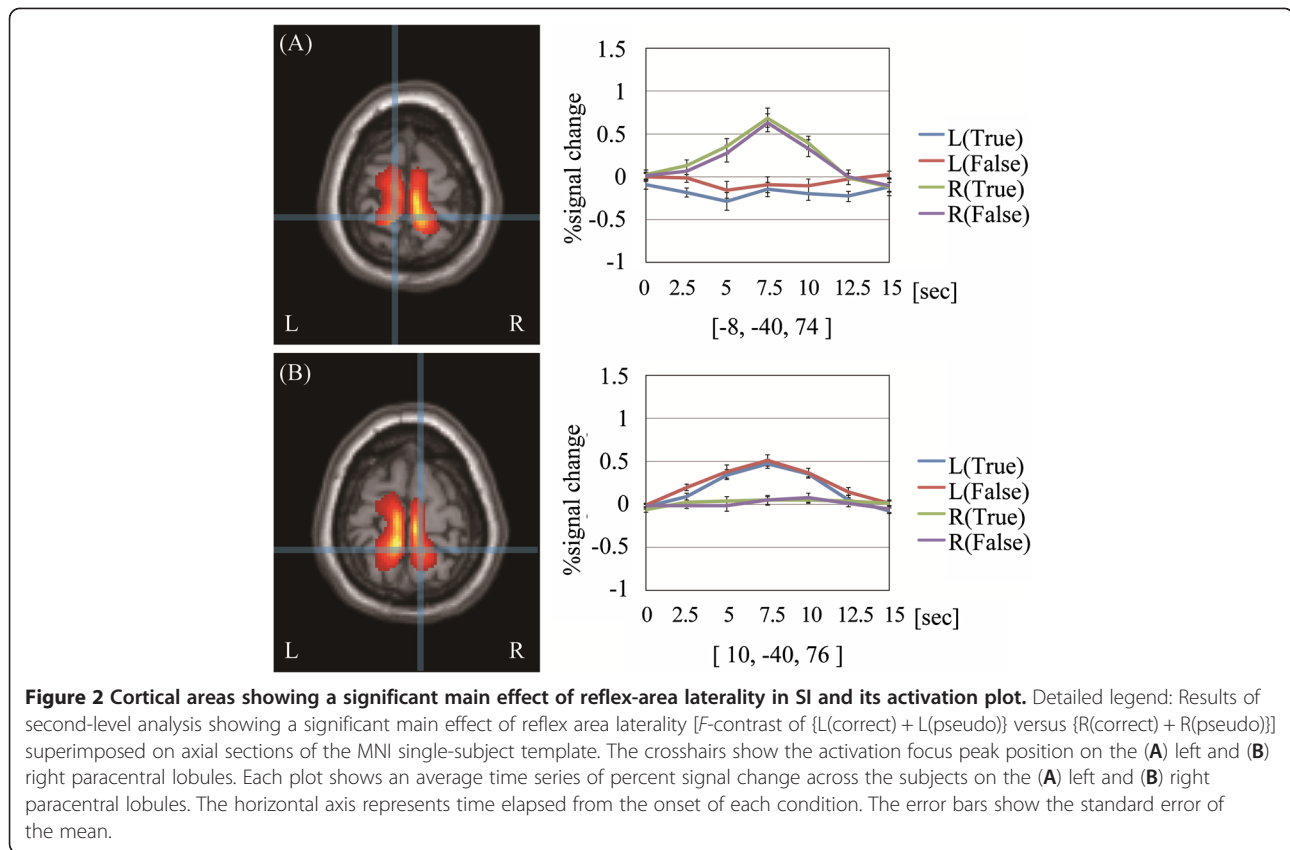 (A)
L R
1.5
1
0.5
0
-0.5
-1
%signal change
0 2.5 5 7.5 10 12.5 15 [sec]
[-8, -40, 74 ]
L(True)
L(False)
R(True)
R(False)
(B)
L R
1.5
1
0.5
0
-0.5
-1
%signal change
0 2.5 5 7.5 10 12.5 15 [sec]
[ 10, -40, 76 ]
L(True)
L(False)
R(True)
R(False)
Figure 2 Cortical areas showing a significant main effect of reflex-area laterality in SI and its activation plot. Detailed legend: Results of
second-level analysis showing a significant main effect of reflex area laterality [F-contrast of {L(correct) + L(pseudo)} versus {R(correct) + R(pseudo)}]
superimposed on axial sections of the MNI single-subject template. The crosshairs show the activation focus peak position on the (A) left and (B)
right paracentral lobules. Each plot shows an average time series of percent signal change across the subjects on the (A) left and (B) right
paracentral lobules. The horizontal axis represents time elapsed from the onset of each condition. The error bars show the standard error of
the mean.